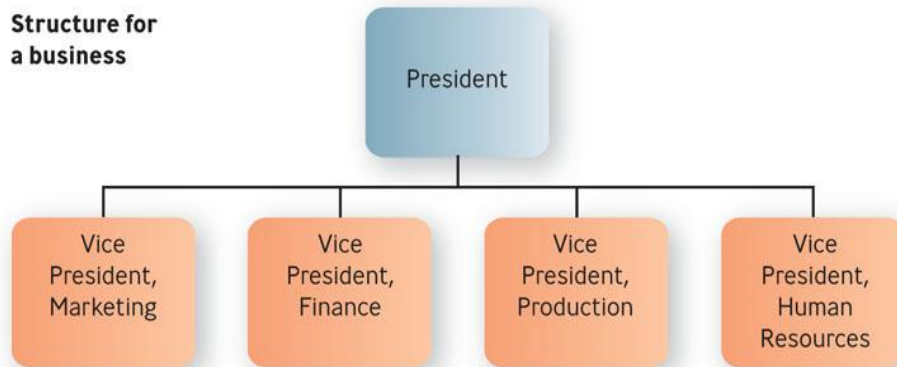 Structure for
a business
President
Vice
President,
Marketing
Vice
President,
Finance
Vice
President,
Production
Vice
President,
Human
Resources